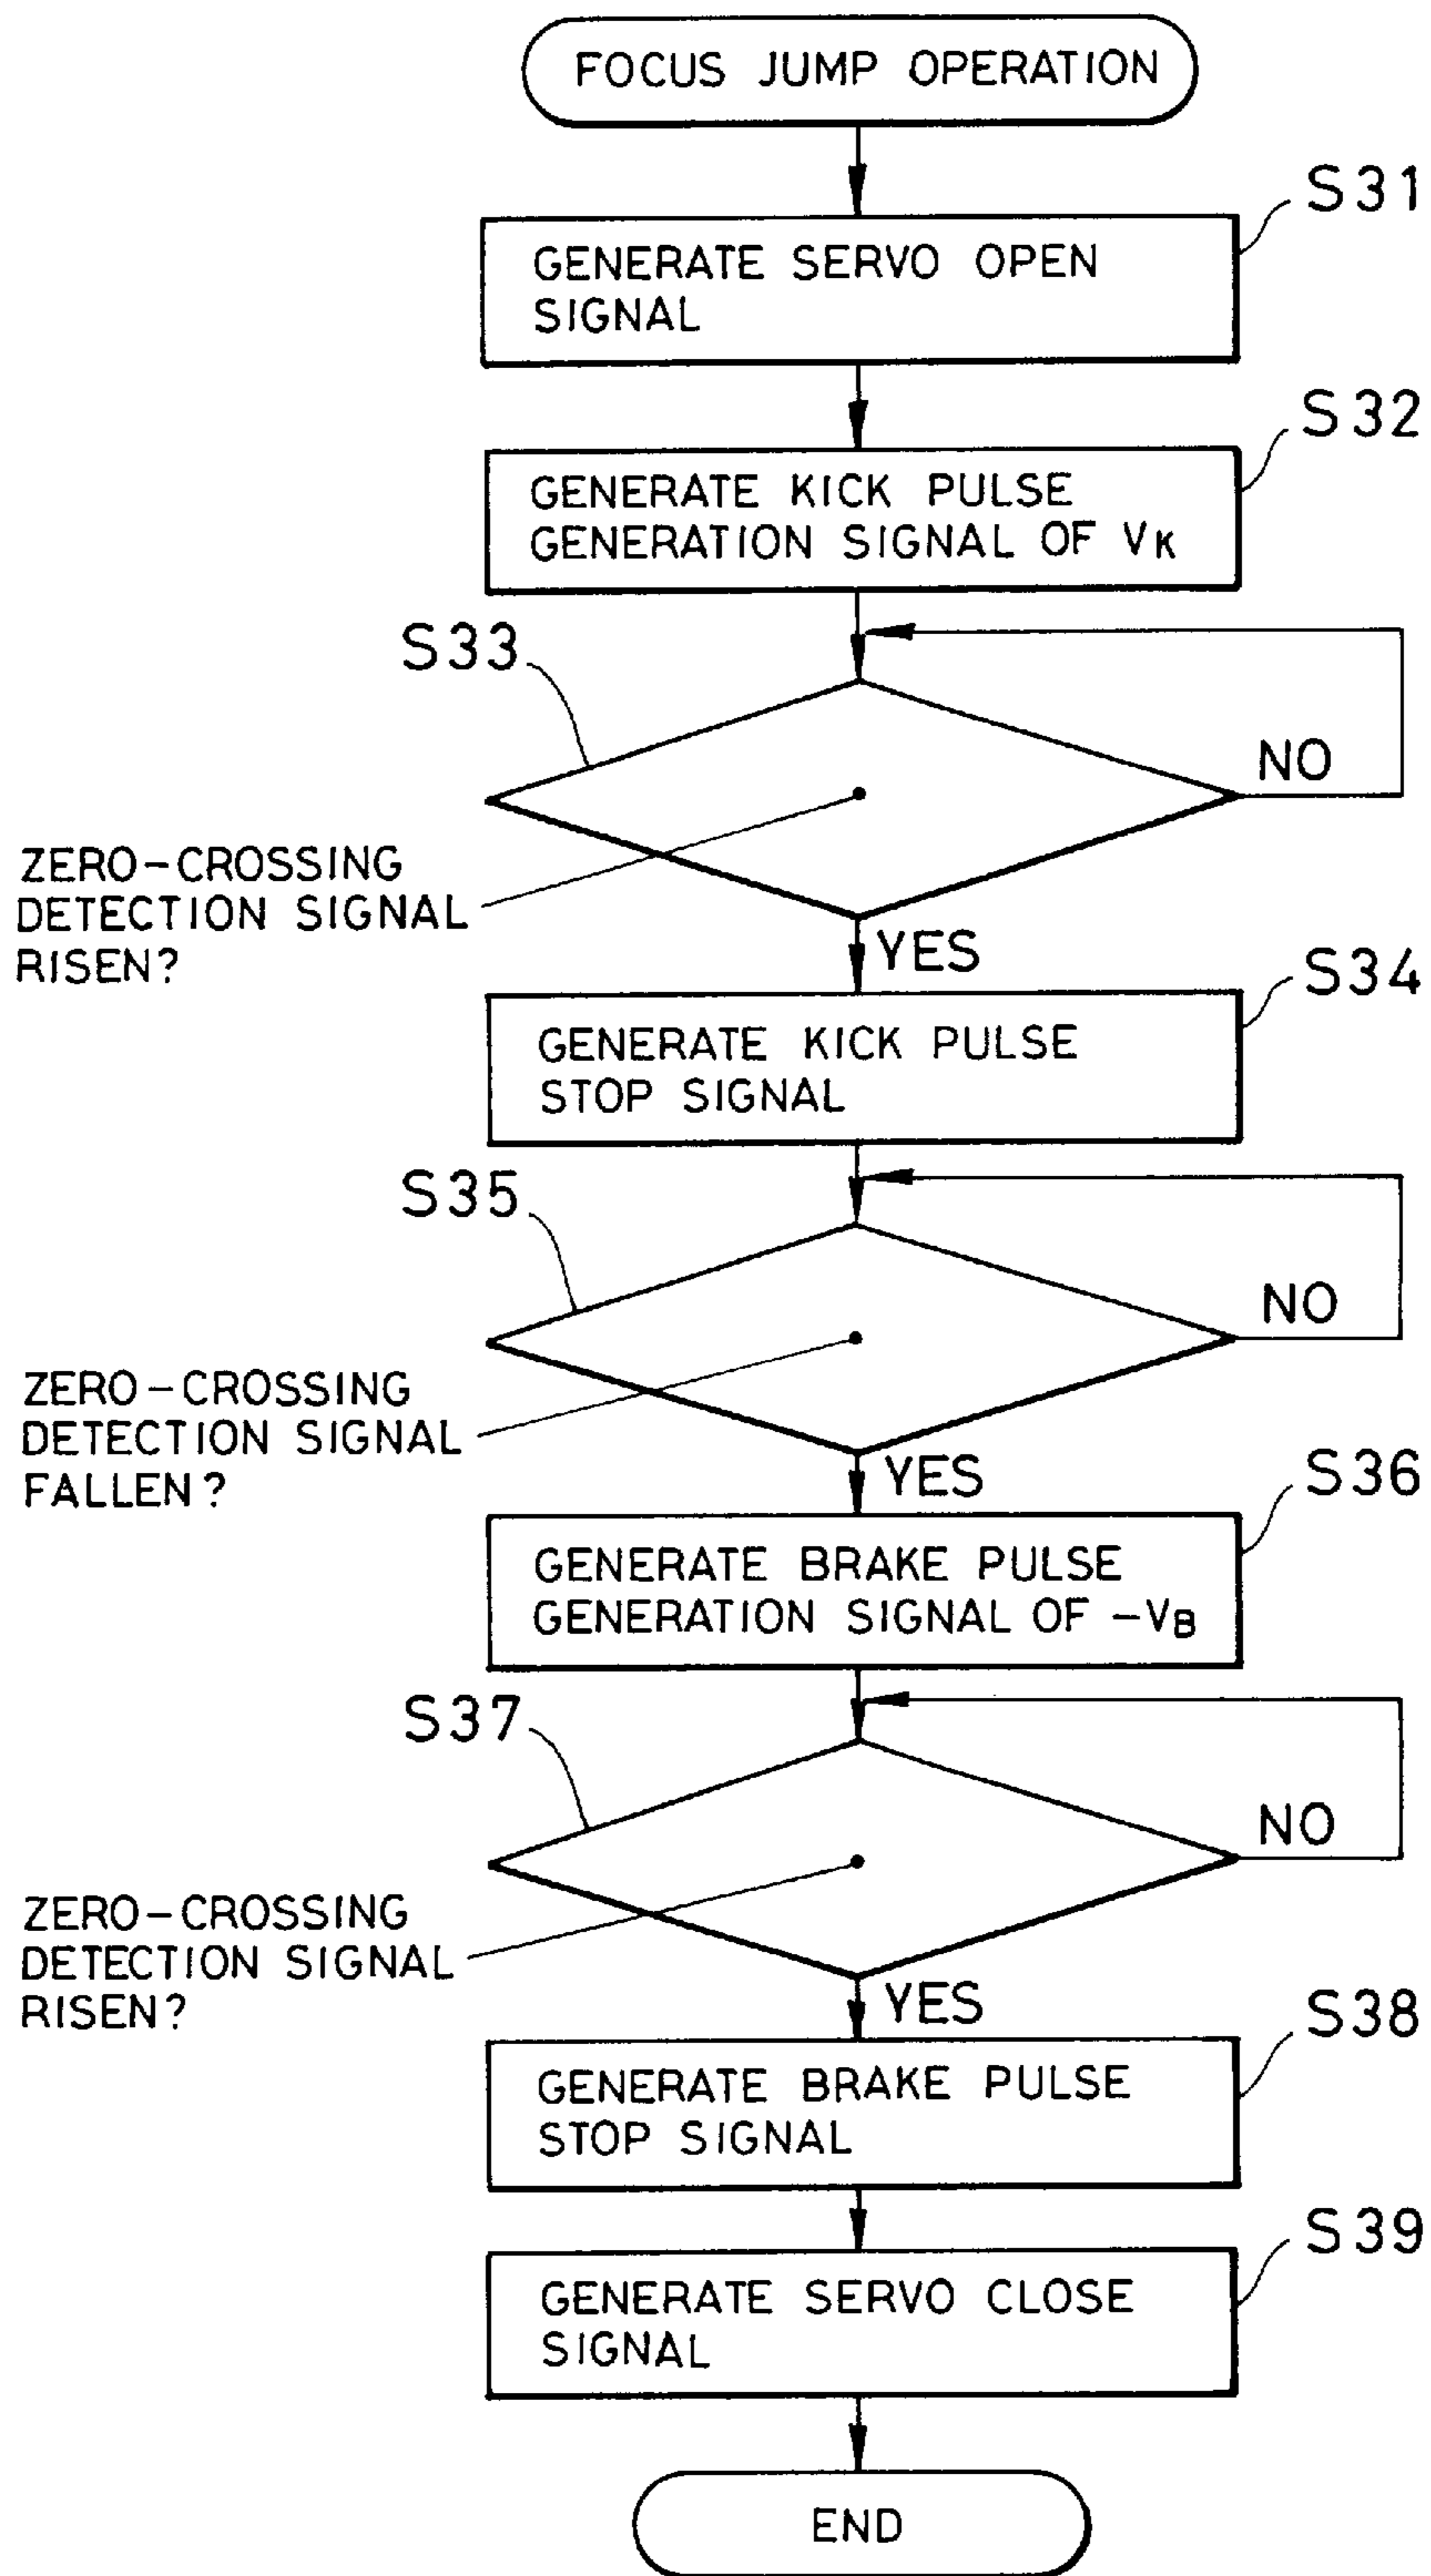 FOCUS JUMP OPERATION
S31
GENERATE SERVO OPEN
SIGNAL
S32
GENERATE KICK PULSE
GENERATION SIGNAL OF VK
S33
NO
ZERO-CROSSING
DETECTION SIGNAL
RISEN?
YES
S34
GENERATE KICK PULSE
STOP SIGNAL
S35
NO
ZERO-CROSSING
DETECTION SIGNAL
FALLEN?
YES
S36
GENERATE BRAKE PULSE
GENERATION SIGNAL OF -VB
S37
NO
ZERO-CROSSING
DETECTION SIGNAL
RISEN?
YES
S38
GENERATE BRAKE PULSE
STOP SIGNAL
S39
GENERATE SERVO CLOSE
SIGNAL
END